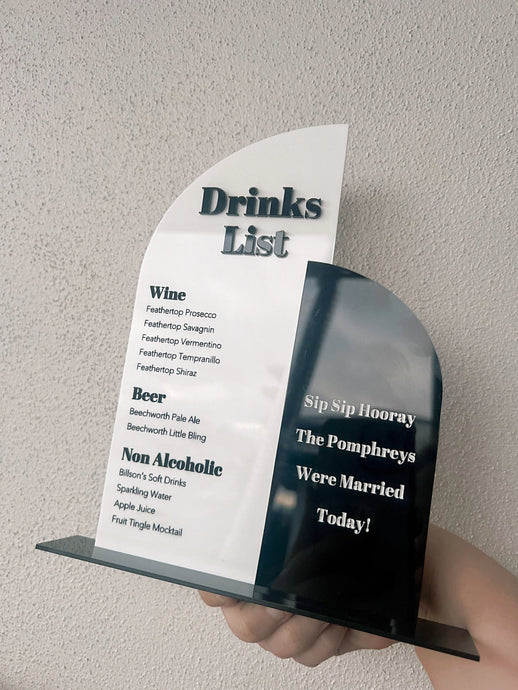 Drinks
List
Wine
Feathertop Prosecco
Feathertop Savagnin
Feathertop Vermentino
Feathertop Tempranillo
Feathertop Shiraz
Beer
Beechworth Pale Ale
Beechworth Little Bling
Non Alcoholic
Billson's Soft Drinks
Sparkling Water
Apple Juice
Fruit Tingle Mocktail
Sip Sip Hooray
The Pomphreys
Were Married
Today!